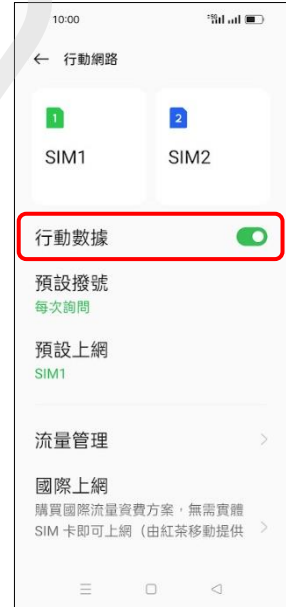 10:00
← 行動網路
1
2
SIM1
SIM2
行動數據
預設撥號
每次詢問
預設上網
SIM1
流量管理
國際上網
購買國際流量資費方案,無需實體
SIM 卡即可上網(由紅茶移動提供